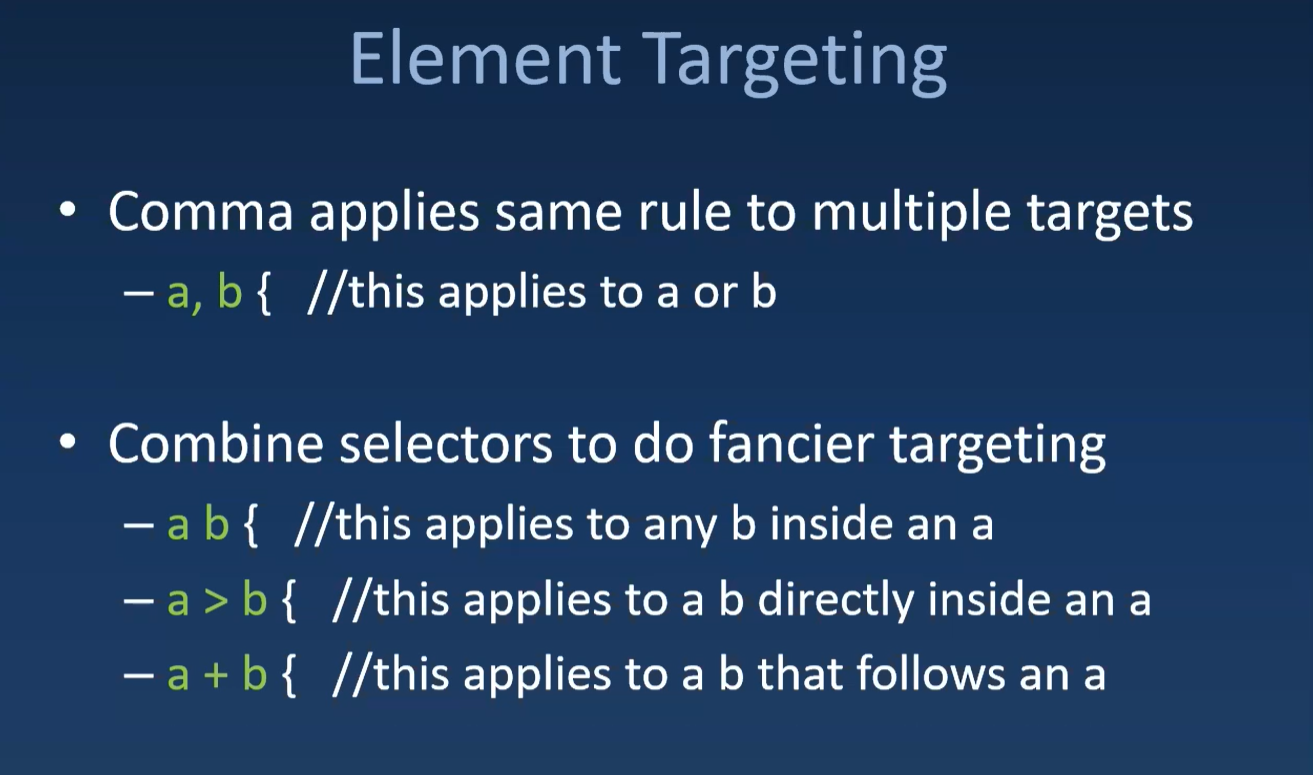 Element Targeting
• Comma applies same rule to multiple targets
– a, b { //this applies to a or b
• Combine selectors to do fancier targeting
– a b { //this applies to any b inside an a
– a > b { //this applies to a b directly inside an a
– a + b { //this applies to a b that follows an a